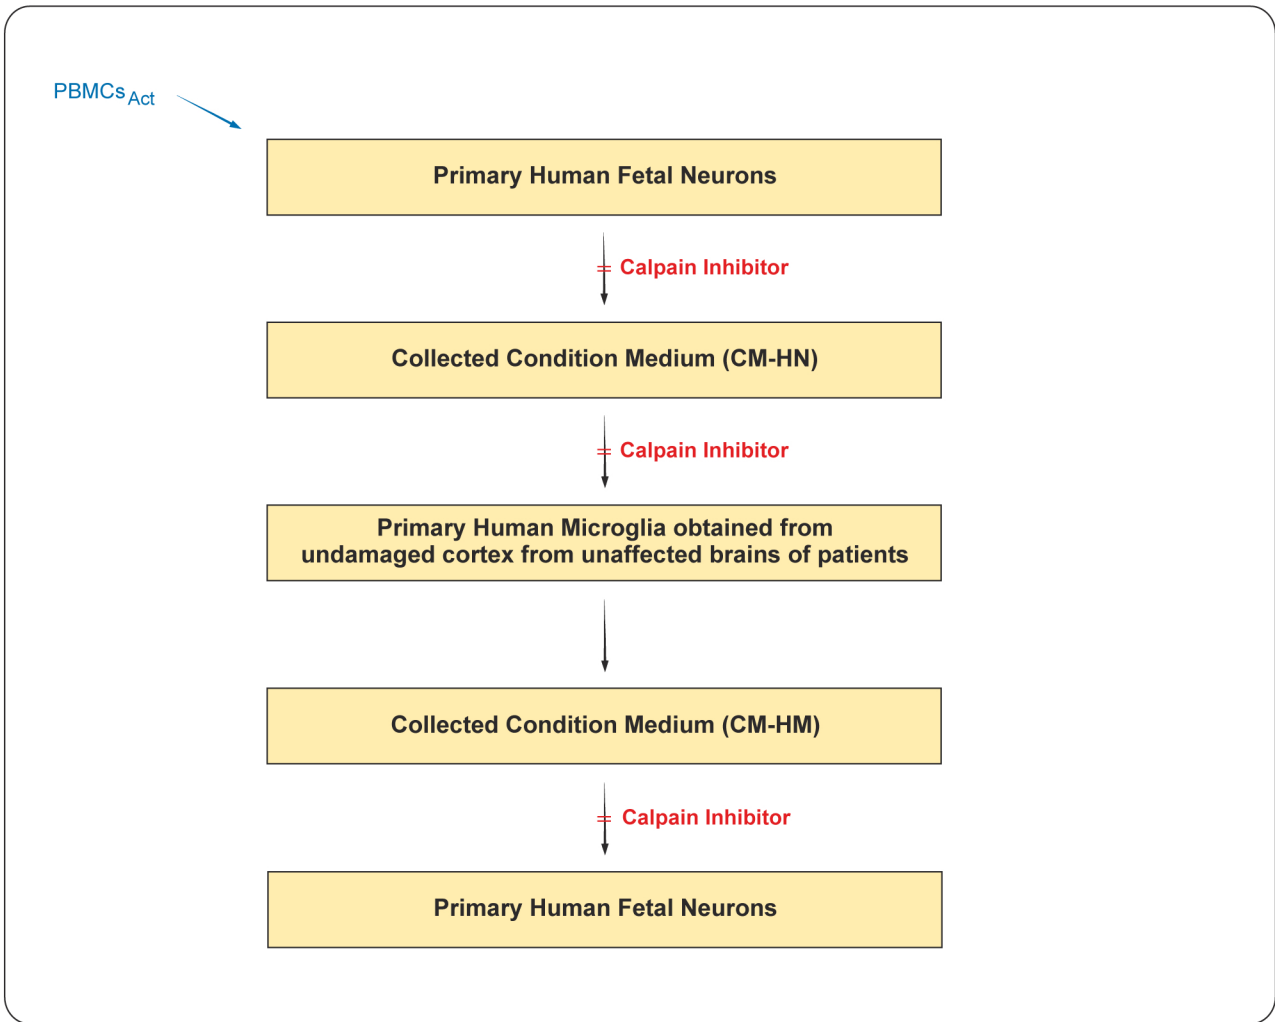 PBMCs Act
Primary Human Fetal Neurons
Calpain Inhibitor
Collected Condition Medium (CM-HN)
Calpain Inhibitor
Primary Human Microglia obtained from
undamaged cortex from unaffected brains of patients
Collected Condition Medium (CM-HM)
Calpain Inhibitor
Primary Human Fetal Neurons